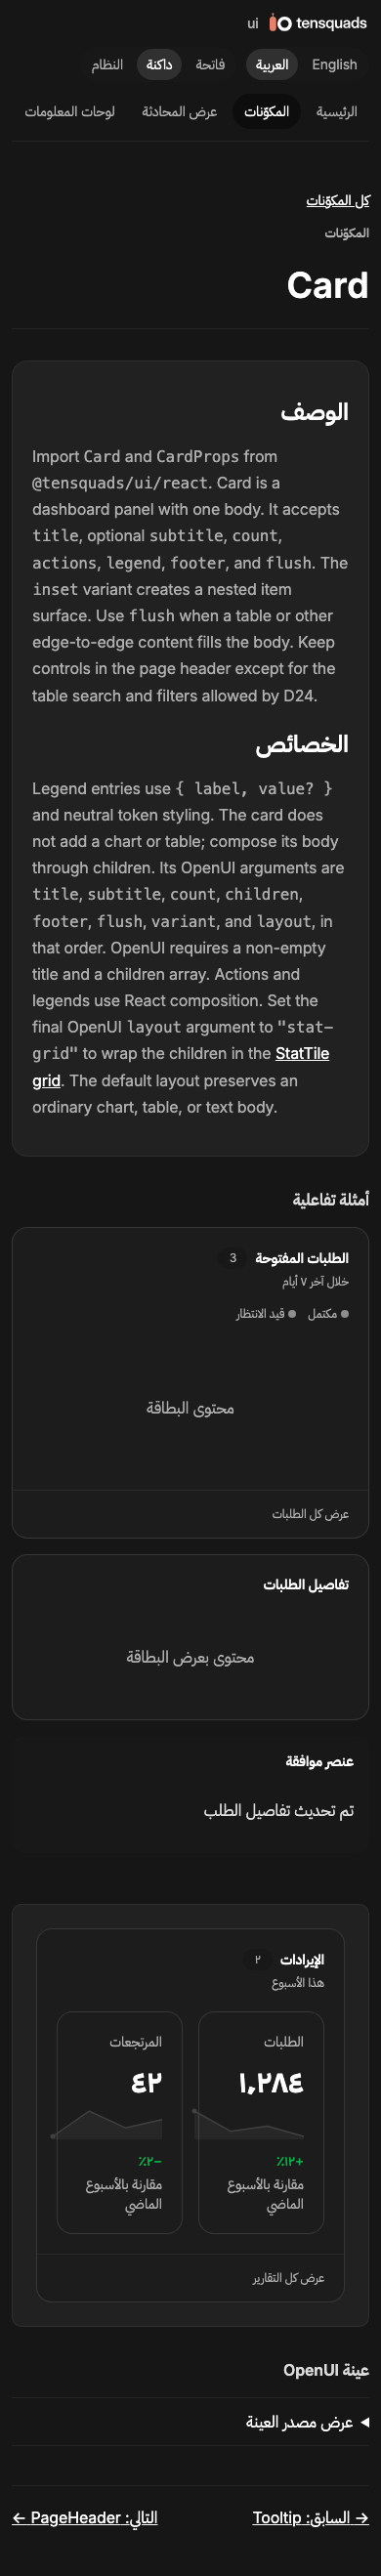 tensquads ui
English العربية فاتحة داكنة النظام
الرئيسية المكوّنات عرض المحادثة لوحات المعلومات
كل المكوّنات
المكوّنات
Card
الوصف
Import Card and CardProps from
@tensquads/ui/react. Card is a
dashboard panel with one body. It accepts
title, optional subtitle, count,
actions, legend, footer, and flush. The
inset variant creates a nested item
surface. Use flush when a table or other
edge-to-edge content fills the body. Keep
controls in the page header except for the
table search and filters allowed by D24.
الخصائص
Legend entries use { label, value? }
and neutral token styling. The card does
not add a chart or table; compose its body
through children. Its OpenUI arguments are
title, subtitle, count, children,
footer, flush, variant, and layout, in
that order. OpenUI requires a non-empty
title and a children array. Actions and
legends use React composition. Set the
final OpenUI layout argument to "stat-
grid" to wrap the children in the StatTile
grid. The default layout preserves an
ordinary chart, table, or text body.
أمثلة تفاعلية
الطلبات المفتوحة 3
خلال آخر ٧ أيام
مكتمل قيد الانتظار
محتوى البطاقة
عرض كل الطلبات
تفاصيل الطلبات
محتوى بعرض البطاقة
عنصر موافقة
تم تحديث تفاصيل الطلب
الإيرادات ٢
هذا الأسبوع
الطلبات
١٬٢٨٤
+١٢٪
مقارنة بالأسبوع
الماضي
المرتجعات
٤٢
−٢٪
مقارنة بالأسبوع
الماضي
عرض كل التقارير
عينة OpenUI
◀ عرض مصدر العينة
→ السابق: Tooltip
التالي: PageHeader ←